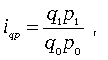 i_{qp} = \frac{q_1 p_1}{q_0 p_0} ,